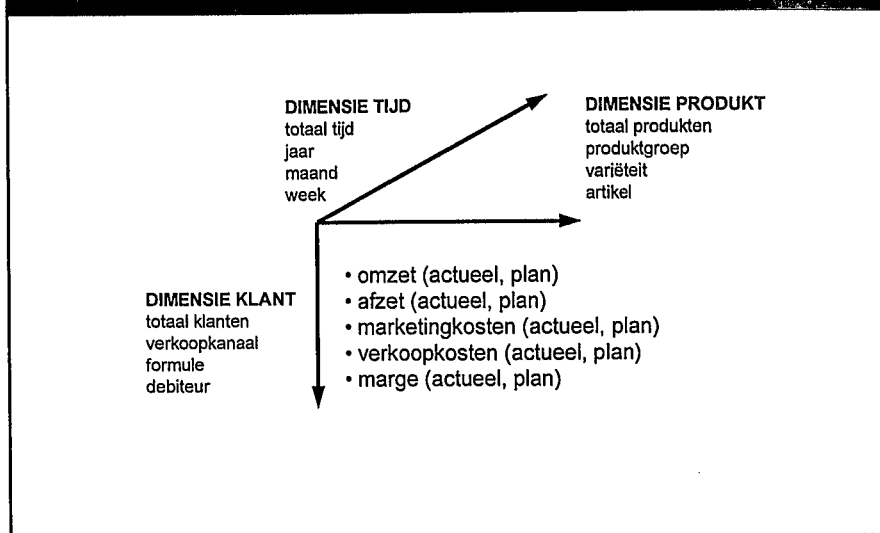 DIMENSIE TIJD
totaal tijd
jaar
maand
week
DIMENSIE PRODUKT
totaal produkten
produktgroep
variëteit
artikel
DIMENSIE KLANT
totaal klanten
verkoopkanaal
formule
debiteur
• omzet (actueel, plan)
• afzet (actueel, plan)
• marketingkosten (actueel, plan)
• verkoopkosten (actueel, plan)
• marge (actueel, plan)